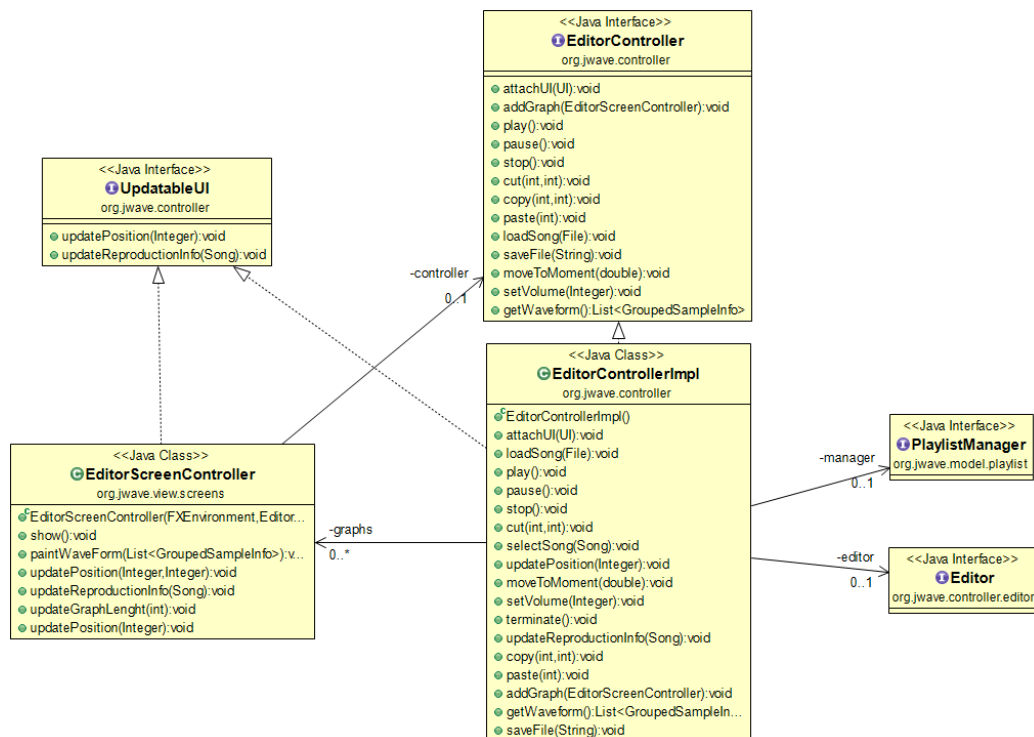 <<Java Interface>>
EditorController
org.jwave.controller
attachUI(UI):void
addGraph(EditorScreenController):void
play():void
pause():void
stop():void
cut(int,int):void
copy(int,int):void
paste(int):void
loadSong(File):void
saveFile(String):void
moveToMoment(double):void
setVolume(Integer):void
getWaveform():List<GroupedSampleInfo>
<<Java Interface>>
UpdatableUI
org.jwave.controller
updatePosition(Integer):void
updateReproductionInfo(Song):void
-controller
0..1
<<Java Class>>
EditorControllerImpl
org.jwave.controller
EditorControllerImpl()
attachUI(UI):void
loadSong(File):void
play():void
pause():void
stop():void
cut(int,int):void
selectSong(Song):void
updatePosition(Integer):void
moveToMoment(double):void
setVolume(Integer):void
terminate():void
updateReproductionInfo(Song):void
copy(int,int):void
paste(int):void
addGraph(EditorScreenController):void
getWaveform():List<GroupedSampleIn...
saveFile(String):void
<<Java Class>>
EditorScreenController
org.jwave.view.screens
EditorScreenController(FXEnvironment,Editor...
show():void
paintWaveForm(List<GroupedSampleInfo>):v...
updatePosition(Integer,Integer):void
updateReproductionInfo(Song):void
updateGraphLenght(int):void
updatePosition(Integer):void
-graphs
0..*
-manager
0..1
<<Java Interface>>
PlaylistManager
org.jwave.model.playlist
-editor
0..1
<<Java Interface>>
Editor
org.jwave.controller.editor